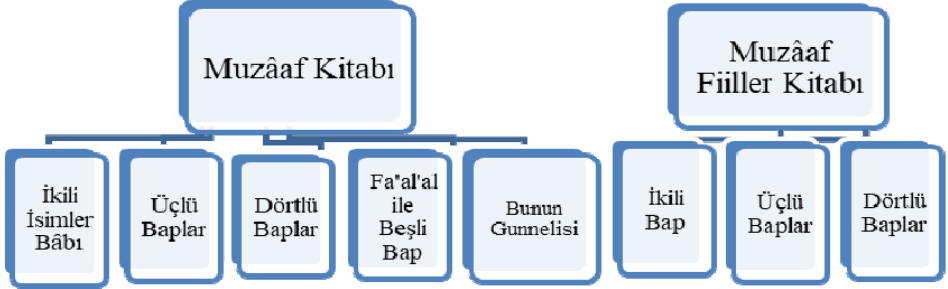 Muzâaf Kitabı
Muzâaf
Fiiller Kitabı
İkili
İsimler
Bâbı
Üçlü
Baplar
Dörtlü
Baplar
Fa'al'al
ile
Beşli
Bap
Bunun
Gunnelisi
İkili
Bap
Üçlü
Baplar
Dörtlü
Baplar